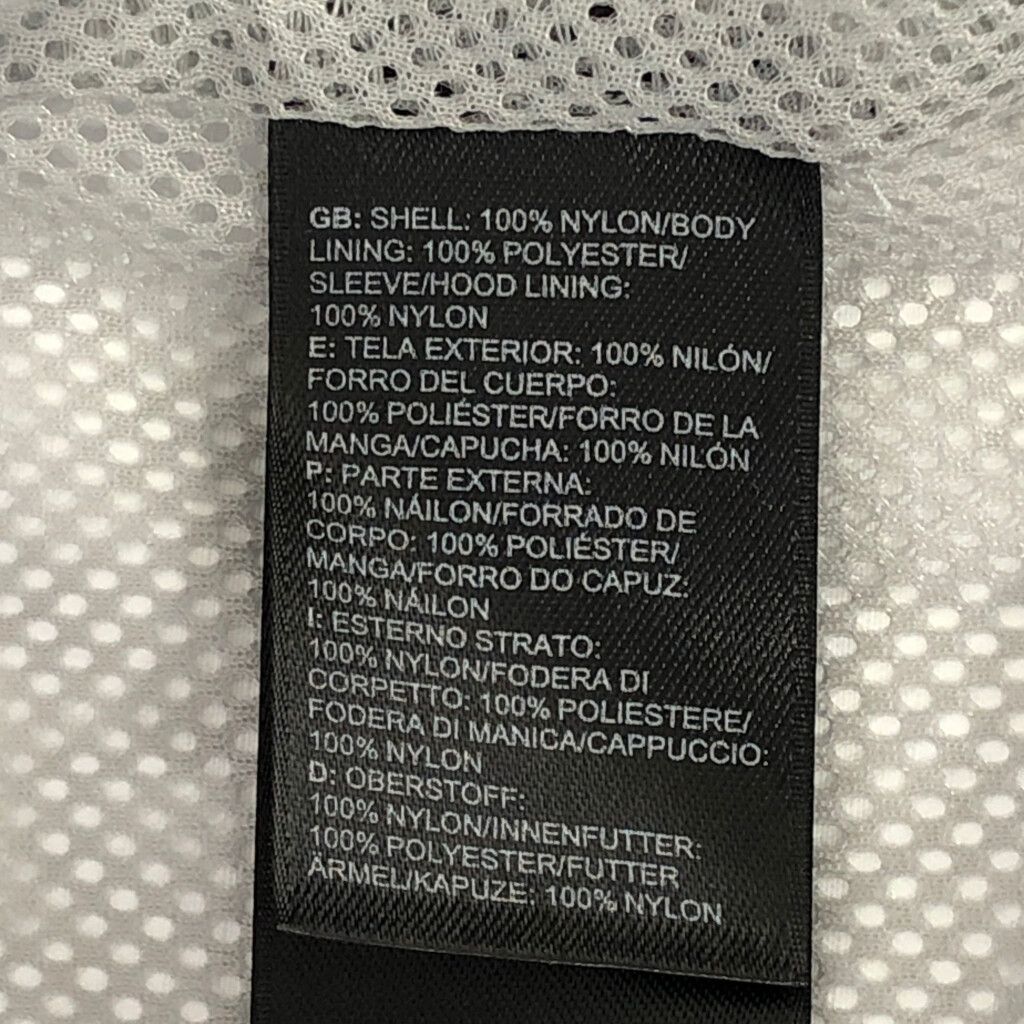 GB: SHELL: 100% NYLON/BODY
LINING: 100% POLYESTER/
SLEEVE/HOOD LINING:
100% NYLON
E: TELA EXTERIOR: 100% NILÓN/
FORRO DEL CUERPO:
100% POLIÉSTER/FORRO DE LA
MANGA/CAPUCHA: 100% NILÓN
P: PARTE EXTERNA:
100% NÁILON/FORRADO DE
CORPO: 100% POLIÉSTER/
MANGA/FORRO DO CAPUZ:
100% NÁILON
I: ESTERNO STRATO:
100% NYLON/FODERA DI
CORPETTO: 100% POLIESTERE/
FODERA DI MANICA/CAPPUCCIO:
100% NYLON
D: OBERSTOFF:
100% NYLON/INNENFUTTER:
100% POLYESTER/FUTTER
ÄRMEL/KAPUZE: 100% NYLON